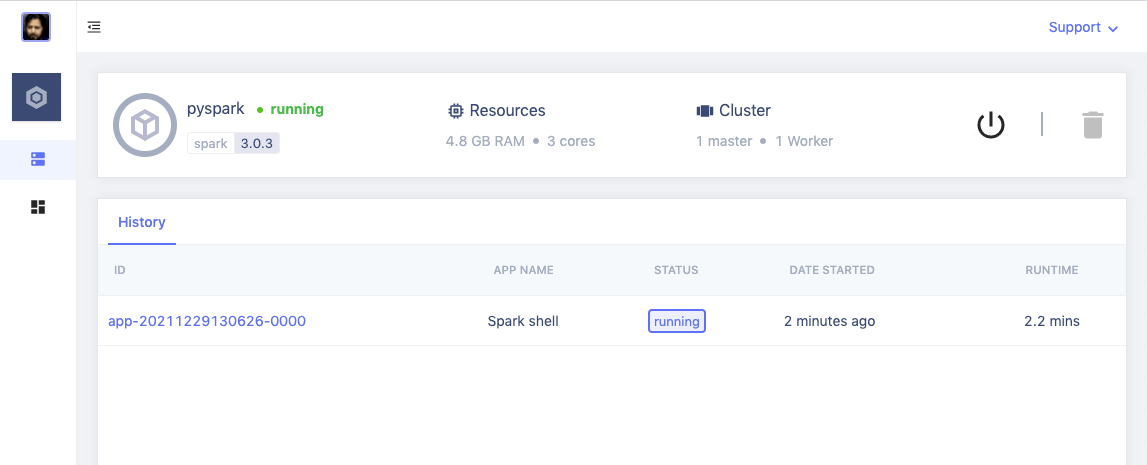 Support
pyspark ● running
spark 3.0.3
Resources
4.8 GB RAM ● 3 cores
Cluster
1 master ● 1 Worker
History
ID APP NAME STATUS DATE STARTED RUNTIME
app-20211229130626-0000 Spark shell running 2 minutes ago 2.2 mins